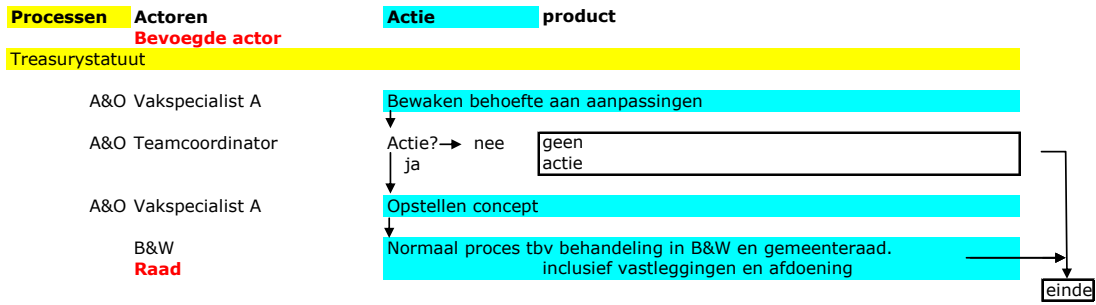 Processen Actoren Actie product
Bevoegde actor
Treasurystatuut
A&O Vakspecialist A Bewaken behoefte aan aanpassingen
A&O Teamcoordinator Actie? nee geen
ja actie
A&O Vakspecialist A Opstellen concept
B&W Normaal proces tbv behandeling in B&W en gemeenteraad.
Raad inclusief vastleggingen en afdoening
einde